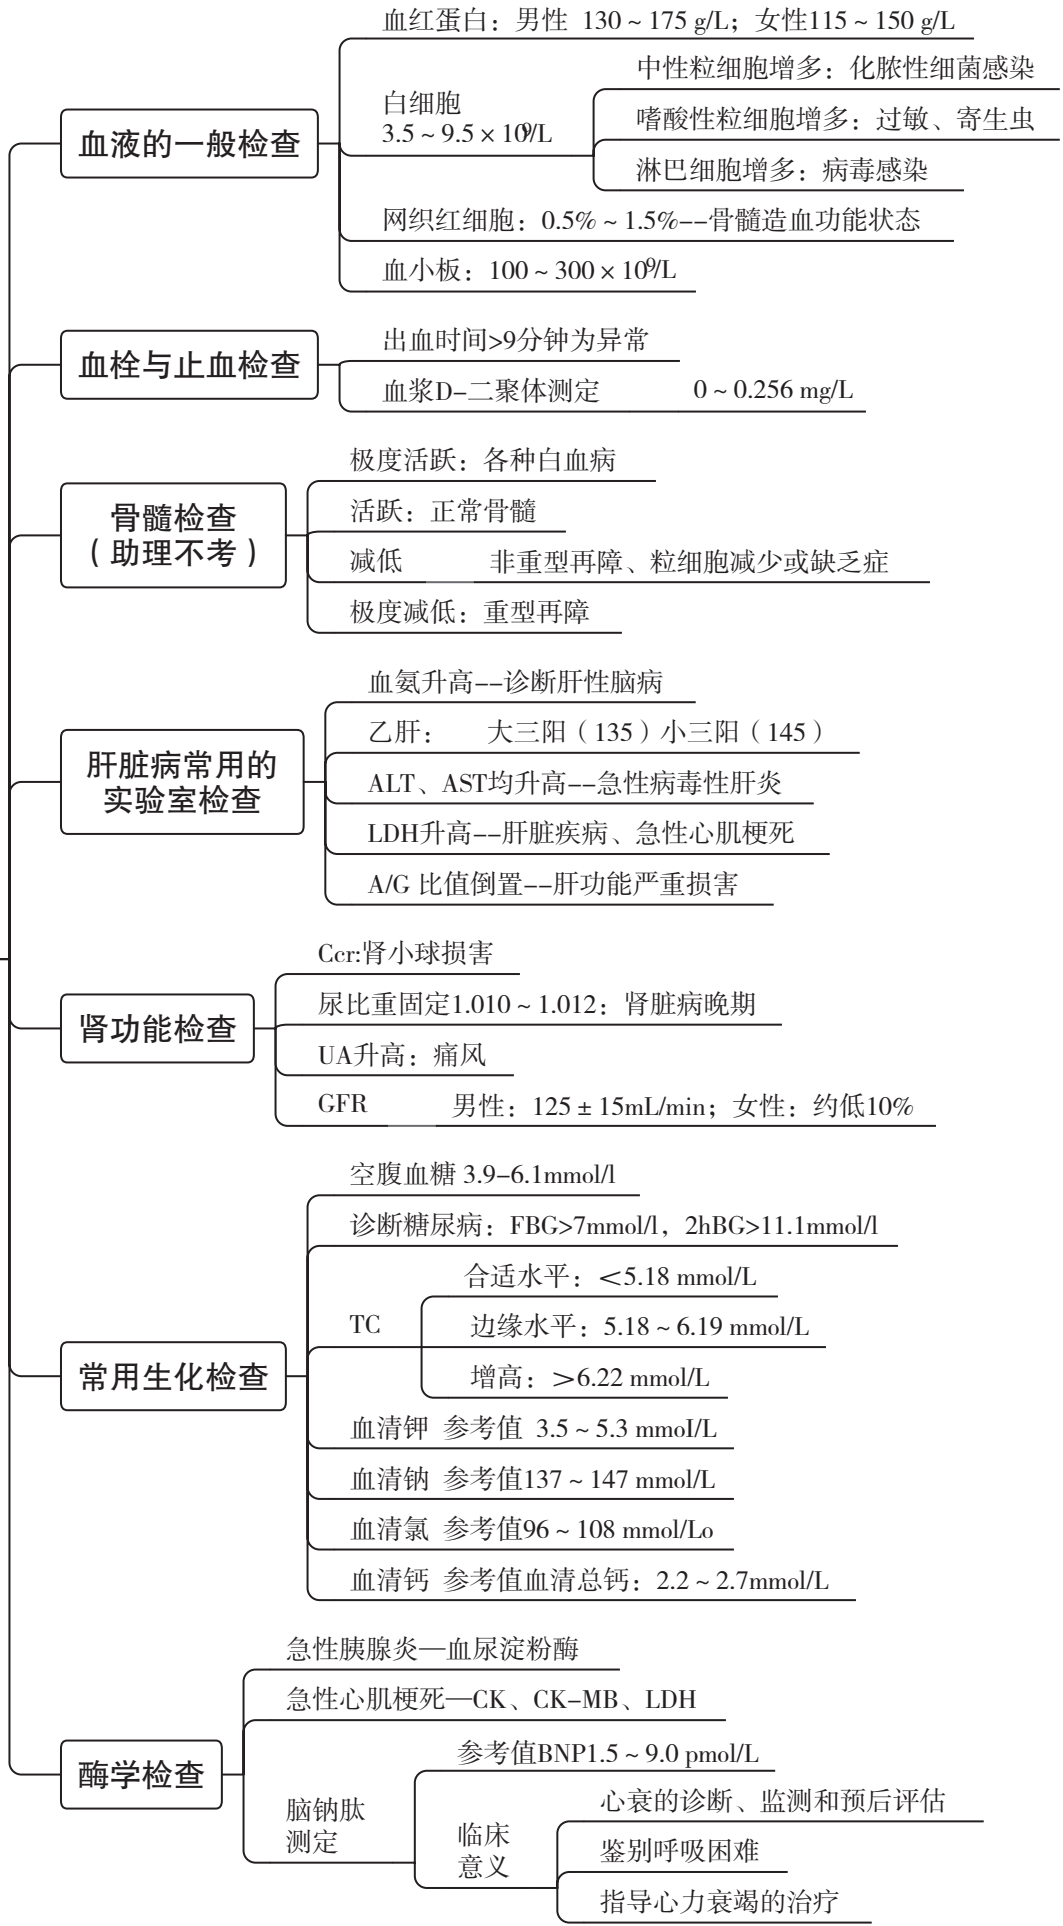 血液的一般检查
血红蛋白：男性 130～175 g/L；女性115～150 g/L
白细胞
3.5～9.5×10⁹/L
中性粒细胞增多：化脓性细菌感染
嗜酸性粒细胞增多：过敏、寄生虫
淋巴细胞增多：病毒感染
网织红细胞：0.5%～1.5%--骨髓造血功能状态
血小板：100～300×10⁹/L
血栓与止血检查
出血时间>9分钟为异常
血浆D-二聚体测定 0～0.256 mg/L
骨髓检查
（助理不考）
极度活跃：各种白血病
活跃：正常骨髓
减低 非重型再障、粒细胞减少或缺乏症
极度减低：重型再障
肝脏病常用的
实验室检查
血氨升高--诊断肝性脑病
乙肝： 大三阳（135）小三阳（145）
ALT、AST均升高--急性病毒性肝炎
LDH升高--肝脏疾病、急性心肌梗死
A/G 比值倒置--肝功能严重损害
肾功能检查
Ccr:肾小球损害
尿比重固定1.010～1.012：肾脏病晚期
UA升高：痛风
GFR 男性：125±15mL/min；女性：约低10%
常用生化检查
空腹血糖 3.9-6.1mmol/l
诊断糖尿病：FBG>7mmol/l，2hBG>11.1mmol/l
TC
合适水平：＜5.18 mmol/L
边缘水平：5.18～6.19 mmol/L
增高：＞6.22 mmol/L
血清钾 参考值 3.5～5.3 mmoI/L
血清钠 参考值137～147 mmol/L
血清氯 参考值96～108 mmol/Lo
血清钙 参考值血清总钙：2.2～2.7mmol/L
酶学检查
急性胰腺炎—血尿淀粉酶
急性心肌梗死—CK、CK-MB、LDH
脑钠肽
测定
参考值BNP1.5～9.0 pmol/L
临床
意义
心衰的诊断、监测和预后评估
鉴别呼吸困难
指导心力衰竭的治疗